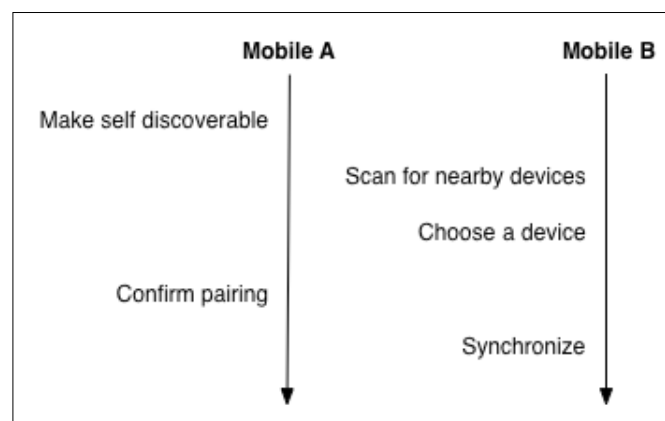 Mobile A
Mobile B
Make self discoverable
Scan for nearby devices
Choose a device
Confirm pairing
Synchronize